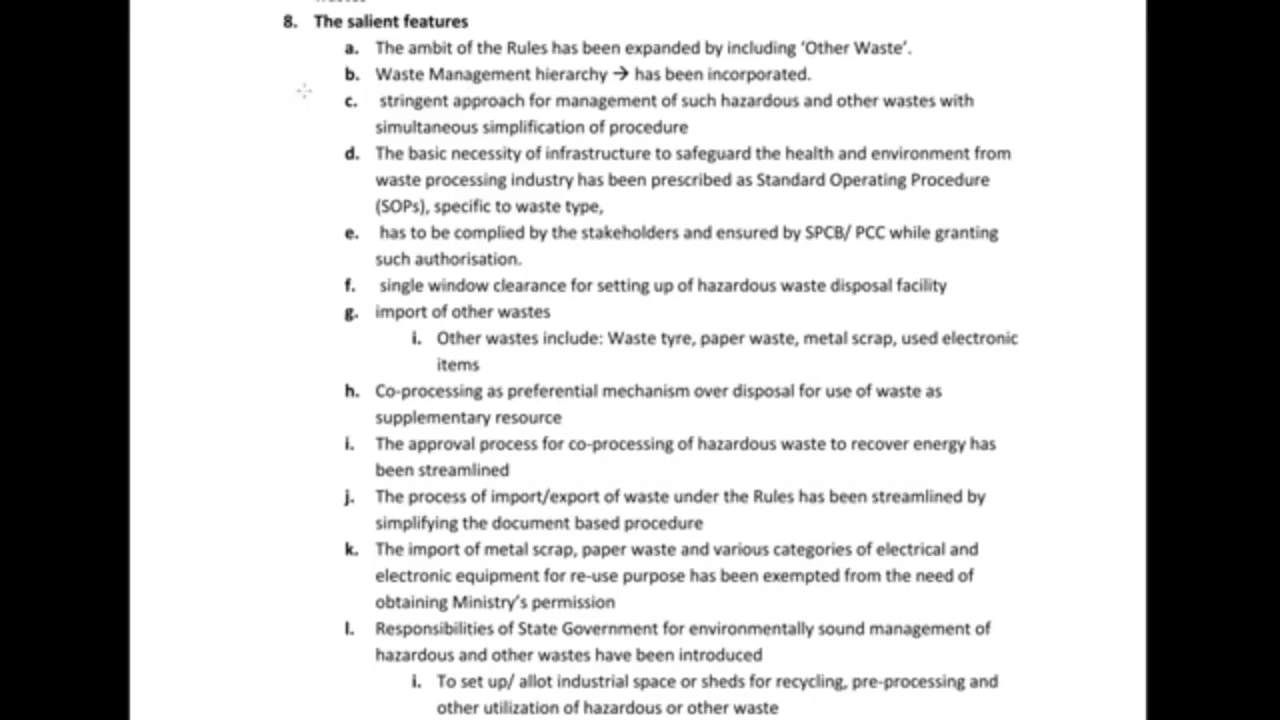 8. The salient features
a. The ambit of the Rules has been expanded by including ‘Other Waste’.
b. Waste Management hierarchy → has been incorporated.
c. stringent approach for management of such hazardous and other wastes with
simultaneous simplification of procedure
d. The basic necessity of infrastructure to safeguard the health and environment from
waste processing industry has been prescribed as Standard Operating Procedure
(SOPs), specific to waste type,
e. has to be complied by the stakeholders and ensured by SPCB/ PCC while granting
such authorisation.
f. single window clearance for setting up of hazardous waste disposal facility
g. import of other wastes
i. Other wastes include: Waste tyre, paper waste, metal scrap, used electronic
items
h. Co-processing as preferential mechanism over disposal for use of waste as
supplementary resource
i. The approval process for co-processing of hazardous waste to recover energy has
been streamlined
j. The process of import/export of waste under the Rules has been streamlined by
simplifying the document based procedure
k. The import of metal scrap, paper waste and various categories of electrical and
electronic equipment for re-use purpose has been exempted from the need of
obtaining Ministry’s permission
l. Responsibilities of State Government for environmentally sound management of
hazardous and other wastes have been introduced
i. To set up/ allot industrial space or sheds for recycling, pre-processing and
other utilization of hazardous or other waste